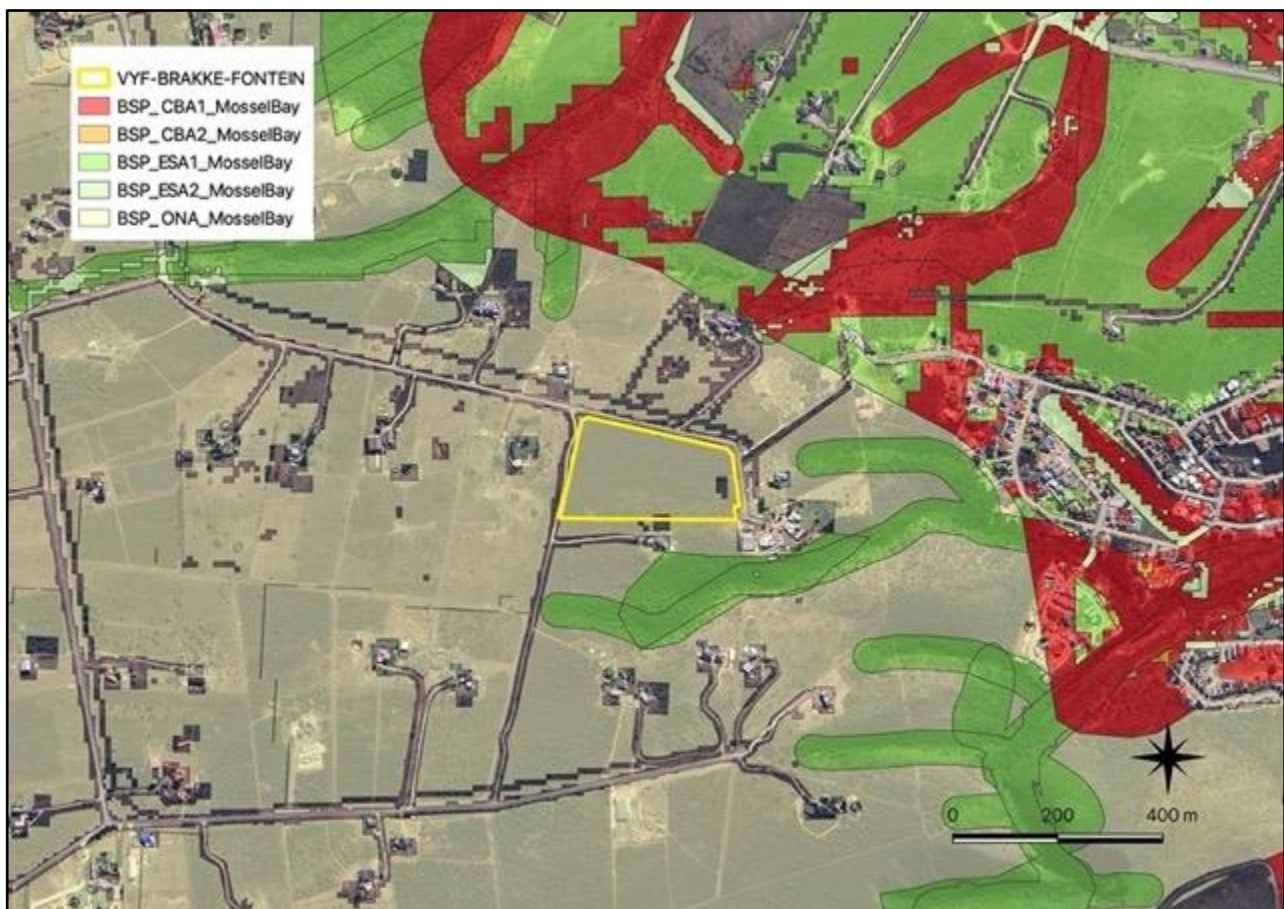 VYF-BRAKKE-FONTEIN
BSP_CBA1_MosselBay
BSP_CBA2_MosselBay
BSP_ESA1_MosselBay
BSP_ESA2_MosselBay
BSP_ONA_MosselBay
0 200 400 m